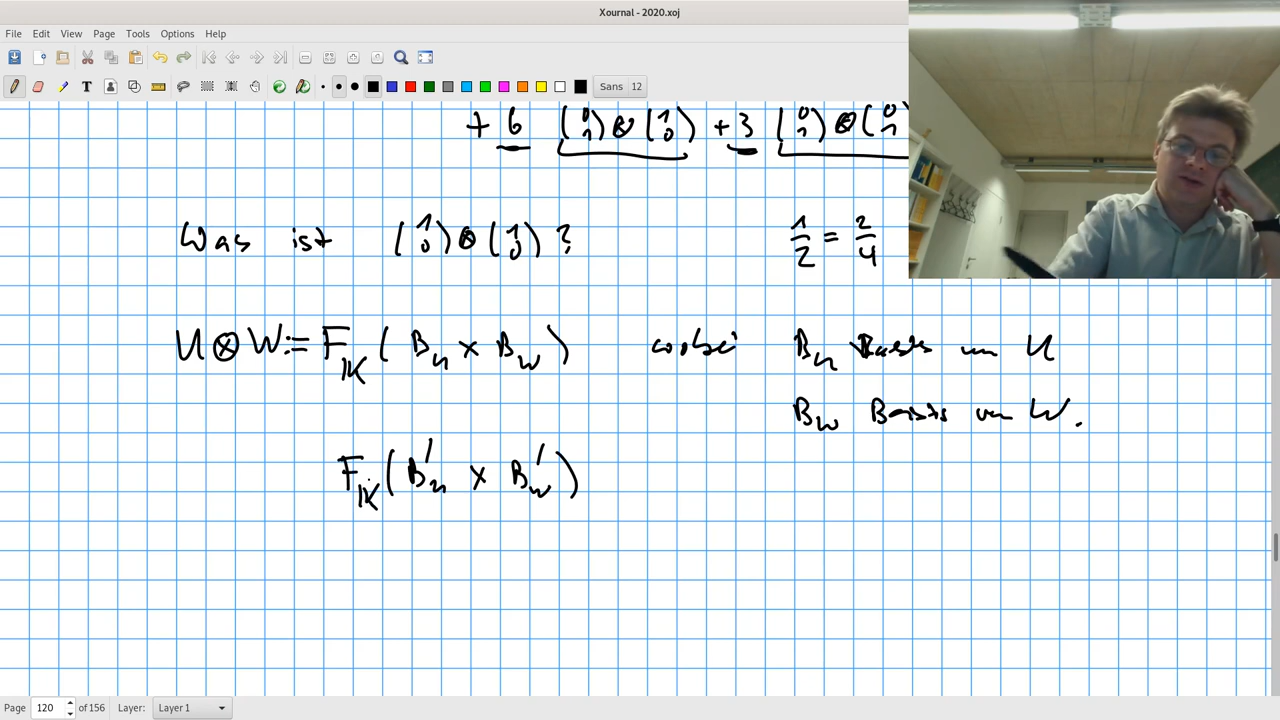 Xournal - 2020.xoj
File Edit View Page Tools Options Help
Sans 12
+ 6 (0 1) ⊗ (1 0) + 3 (0 1) ⊗ (0 1
Was ist (1 0) ⊗ (1 0) ?
1/2 = 2/4
U ⊗ W := F_K ( B_U × B_W ) wobei B_U Basis von U
B_W Basis von W.
F_K ( B'_U × B'_W )
Page 120 of 156 Layer: Layer 1